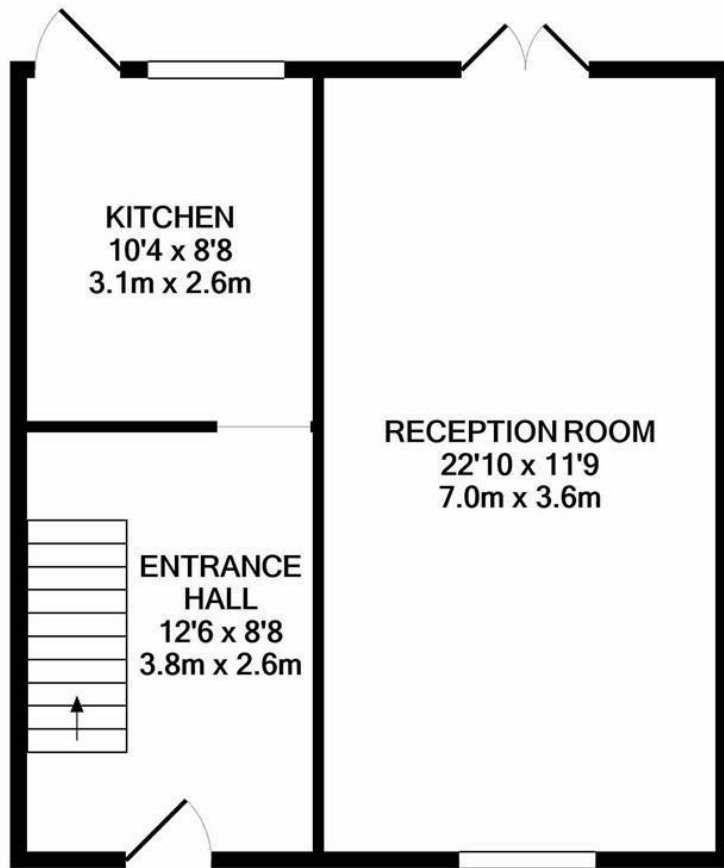 KITCHEN
10'4 x 8'8
3.1m x 2.6m
RECEPTION ROOM
22'10 x 11'9
7.0m x 3.6m
ENTRANCE
HALL
12'6 x 8'8
3.8m x 2.6m